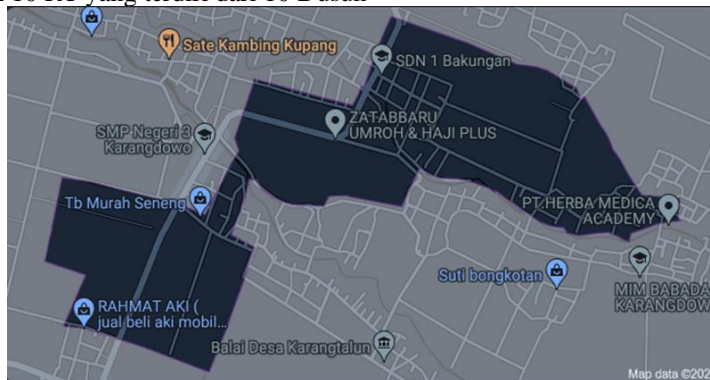 Sate Kambing Kupang
SDN 1 Bakungan
ZATABBARU
UMROH & HAJI PLUS
SMP Negeri 3
Karangdowo
Tb Murah Seneng
PT.HERBA MEDICA
ACADEMY
Suti bongkotan
MIM BABADA
KARANGDOW
RAHMAT AKI (
jual beli aki mobil...
Balai Desa Karangtalun
Map data ©202